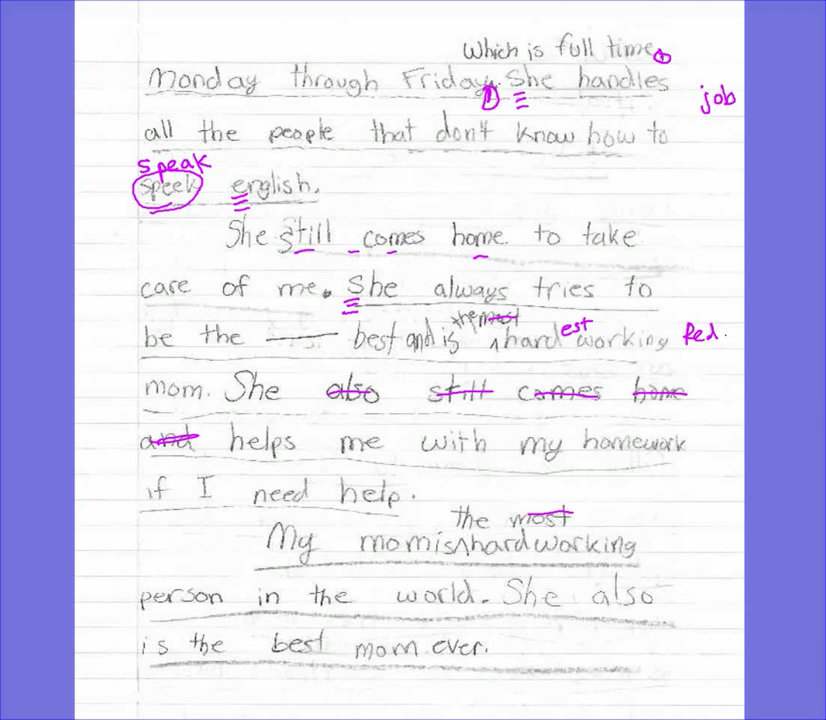 Which is full time
Monday through Friday. She handles
job
all the people that don't know how to
speak
speek english.
She still comes home to take
care of me. She always tries to
the most
be the best and is hard est working Red.
mom. She also still comes home
and helps me with my homework
if I need help.
the most
My mom is hardworking
person in the world. She also
is the best mom ever.